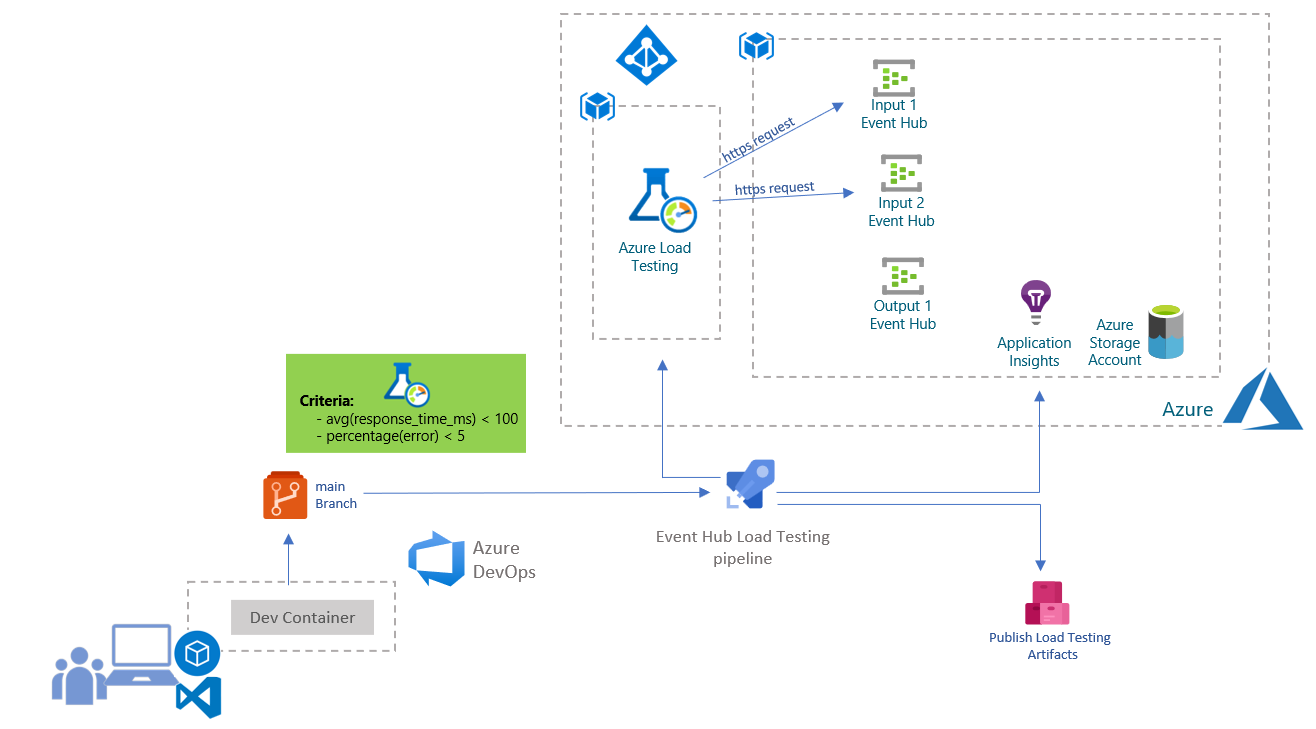 Input 1
Event Hub
https request
https request
Input 2
Event Hub
Azure Load
Testing
Output 1
Event Hub
Application
Insights
Azure
Storage
Account
Azure
Criteria:
- avg(response_time_ms) < 100
- percentage(error) < 5
main
Branch
Event Hub Load Testing
pipeline
Azure
DevOps
Dev Container
Publish Load Testing
Artifacts